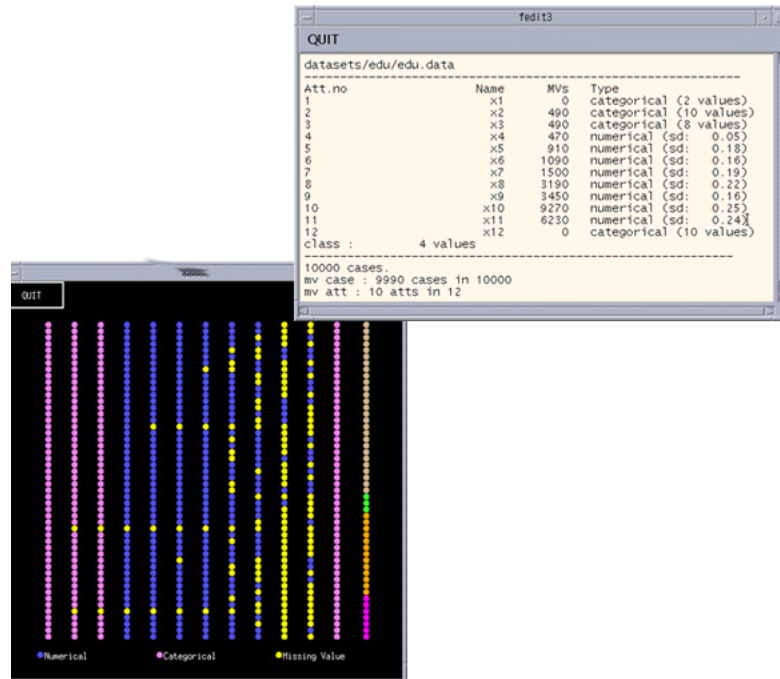 fedit3
QUIT
datasets/edu/edu.data
Att.no Name MVs Type
1 x1 0 categorical (2 values)
2 x2 490 categorical (10 values)
3 x3 490 categorical (8 values)
4 x4 470 numerical (sd: 0.05)
5 x5 910 numerical (sd: 0.18)
6 x6 1090 numerical (sd: 0.16)
7 x7 1500 numerical (sd: 0.19)
8 x8 3190 numerical (sd: 0.22)
9 x9 3450 numerical (sd: 0.16)
10 x10 9270 numerical (sd: 0.25)
11 x11 6230 numerical (sd: 0.24)
12 x12 0 categorical (10 values)
class : 4 values
10000 cases.
mv case : 9990 cases in 10000
mv att : 10 atts in 12
QUIT
Numerical Categorical Missing Value